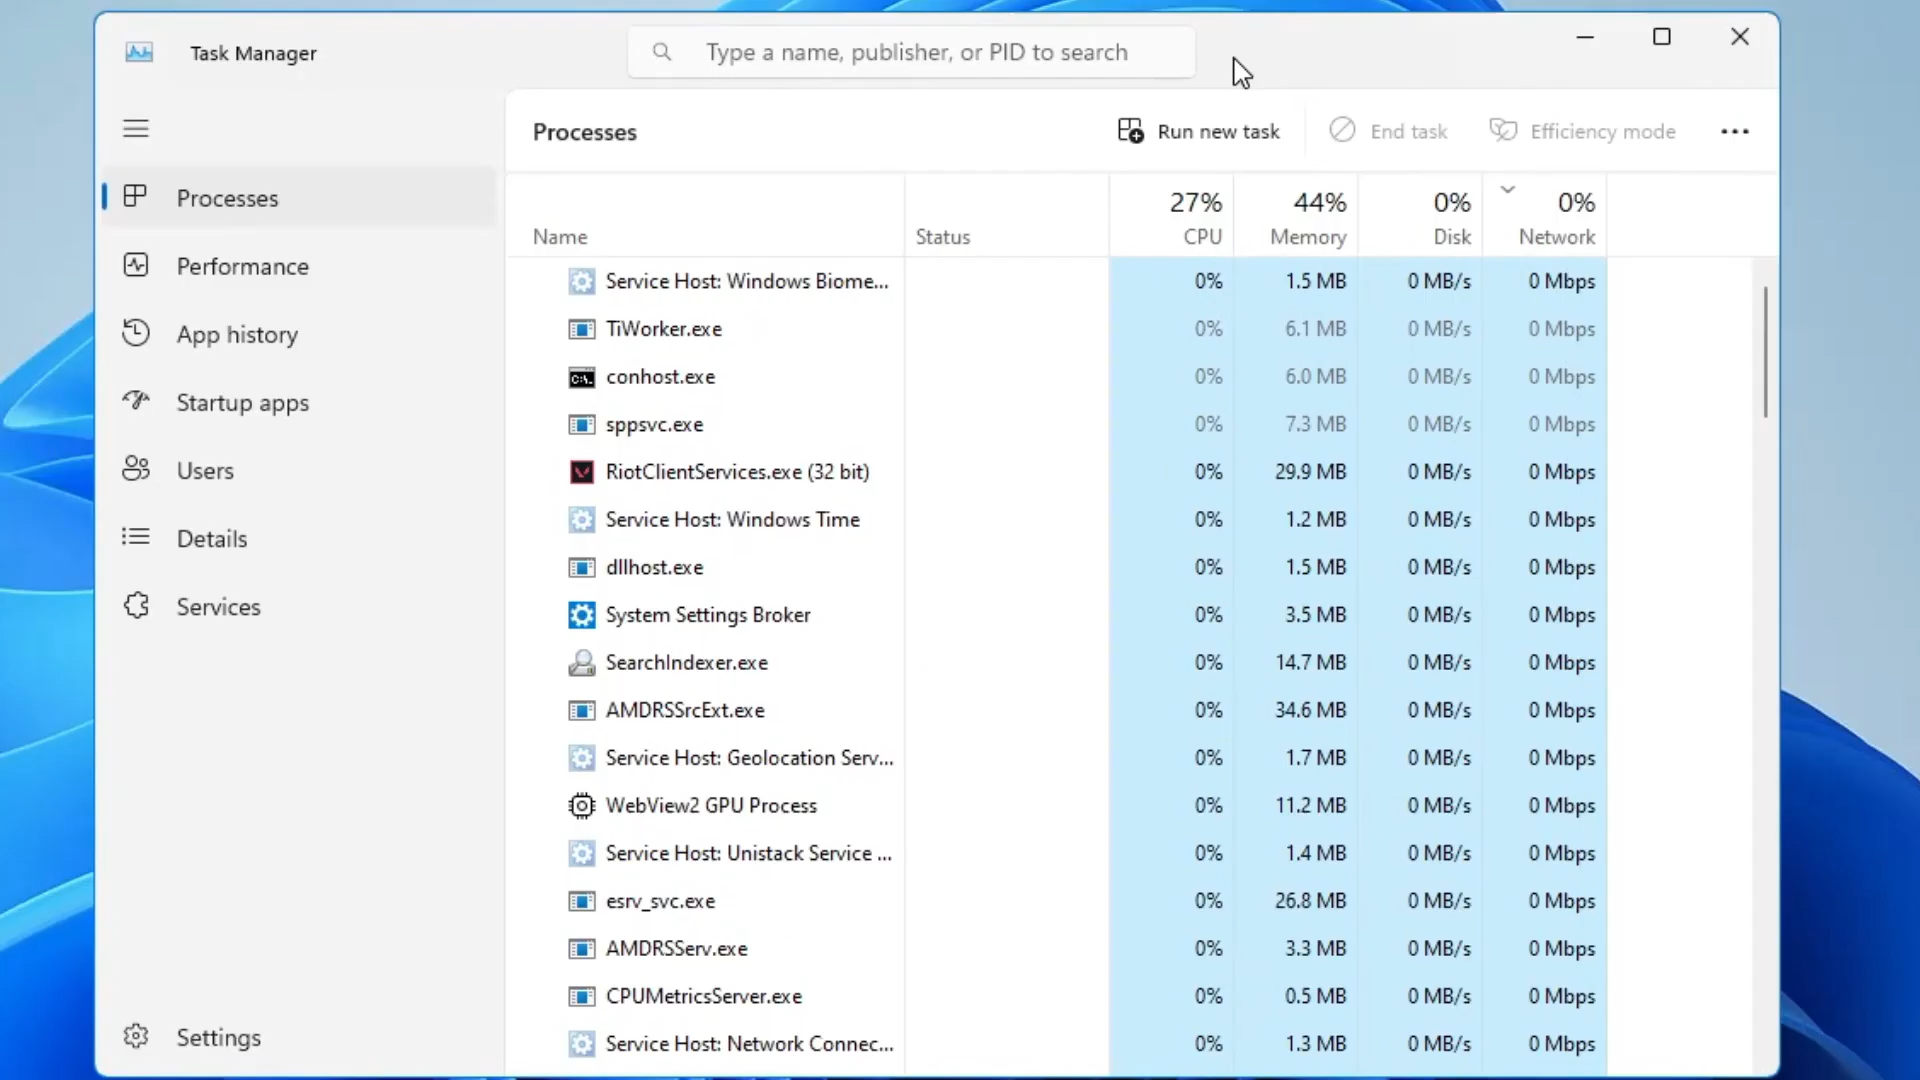 Task Manager
Type a name, publisher, or PID to search
Processes
Run new task
End task
Efficiency mode
Processes
Performance
App history
Startup apps
Users
Details
Services
Settings
27% 44% 0% 0%
Name Status CPU Memory Disk Network
Service Host: Windows Biome... 0% 1.5 MB 0 MB/s 0 Mbps
TiWorker.exe 0% 6.1 MB 0 MB/s 0 Mbps
conhost.exe 0% 6.0 MB 0 MB/s 0 Mbps
sppsvc.exe 0% 7.3 MB 0 MB/s 0 Mbps
RiotClientServices.exe (32 bit) 0% 29.9 MB 0 MB/s 0 Mbps
Service Host: Windows Time 0% 1.2 MB 0 MB/s 0 Mbps
dllhost.exe 0% 1.5 MB 0 MB/s 0 Mbps
System Settings Broker 0% 3.5 MB 0 MB/s 0 Mbps
SearchIndexer.exe 0% 14.7 MB 0 MB/s 0 Mbps
AMDRSSrcExt.exe 0% 34.6 MB 0 MB/s 0 Mbps
Service Host: Geolocation Serv... 0% 1.7 MB 0 MB/s 0 Mbps
WebView2 GPU Process 0% 11.2 MB 0 MB/s 0 Mbps
Service Host: Unistack Service ... 0% 1.4 MB 0 MB/s 0 Mbps
esrv_svc.exe 0% 26.8 MB 0 MB/s 0 Mbps
AMDRSServ.exe 0% 3.3 MB 0 MB/s 0 Mbps
CPUMetricsServer.exe 0% 0.5 MB 0 MB/s 0 Mbps
Service Host: Network Connec... 0% 1.3 MB 0 MB/s 0 Mbps